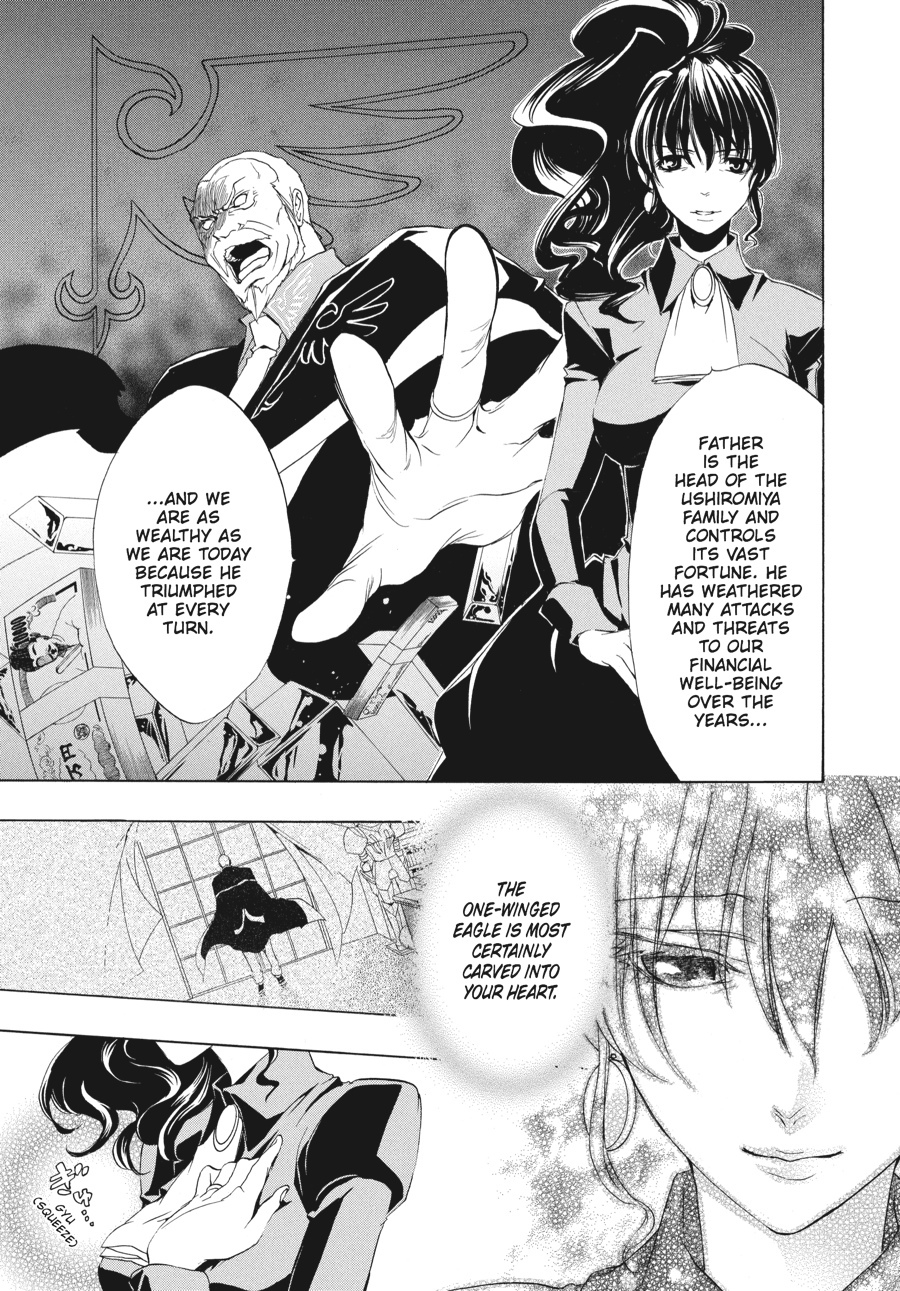 FATHER
IS THE
HEAD OF THE
USHIROMIYA
FAMILY AND
CONTROLS
ITS VAST
FORTUNE. HE
HAS WEATHERED
MANY ATTACKS
AND THREATS
TO OUR
FINANCIAL
WELL-BEING
OVER THE
YEARS...
...AND WE
ARE AS
WEALTHY AS
WE ARE TODAY
BECAUSE HE
TRIUMPHED
AT EVERY
TURN.
THE
ONE-WINGED
EAGLE IS MOST
CERTAINLY
CARVED INTO
YOUR HEART.
ぎゅ...
GYU
(SQUEEZE)